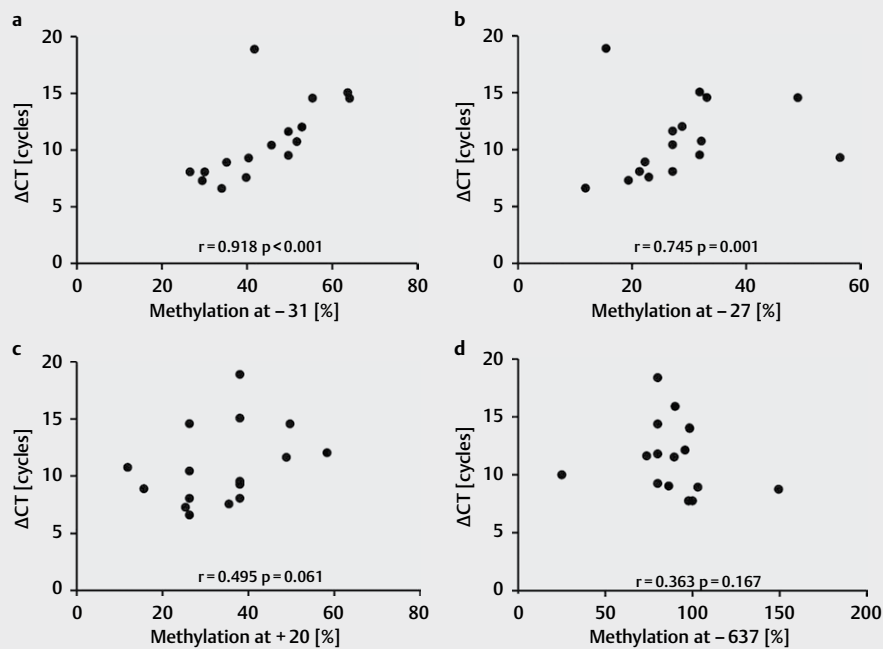 a
20
15
10
5
0
ΔCT [cycles]
r = 0.918 p < 0.001
0 20 40 60 80
Methylation at – 31 [%]
b
20
15
10
5
0
ΔCT [cycles]
r = 0.745 p = 0.001
0 20 40 60
Methylation at – 27 [%]
c
20
15
10
5
0
ΔCT [cycles]
r = 0.495 p = 0.061
0 20 40 60 80
Methylation at + 20 [%]
d
20
15
10
5
0
ΔCT [cycles]
r = 0.363 p = 0.167
0 50 100 150 200
Methylation at – 637 [%]